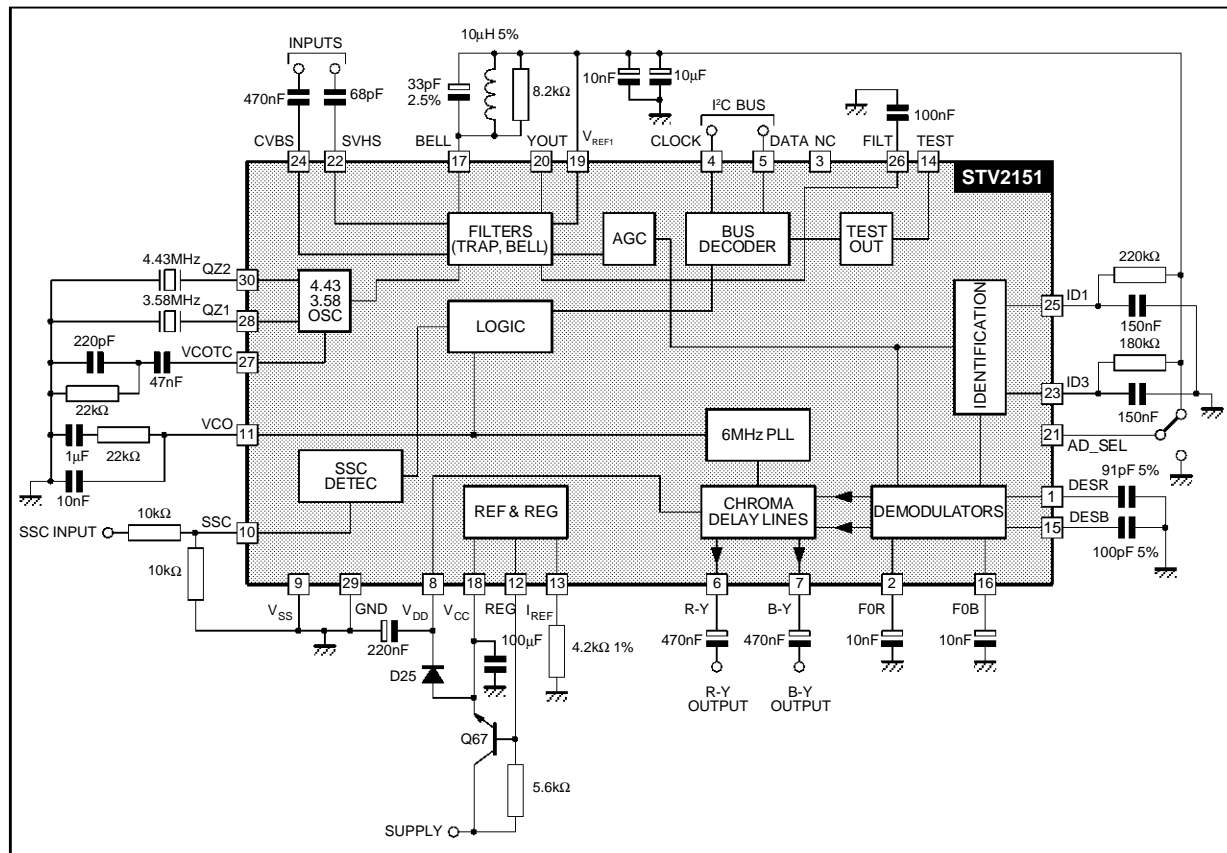 INPUTS
10µH 5%
470nF
68pF
33pF
2.5%
8.2kΩ
10nF
10µF
I²C BUS
100nF
CVBS
SVHS
BELL
YOUT
VREF1
CLOCK
DATA
NC
FILT
TEST
24
22
17
20
19
4
5
3
26
14
STV2151
FILTERS
(TRAP, BELL)
AGC
BUS
DECODER
TEST
OUT
4.43MHz
QZ2
30
3.58MHz
QZ1
28
4.43
3.58
OSC
220pF
VCOTC
27
47nF
22kΩ
LOGIC
IDENTIFICATION
220kΩ
25
ID1
150nF
180kΩ
23
ID3
150nF
VCO
11
1µF
22kΩ
10nF
6MHz PLL
21
AD_SEL
SSC
DETEC
REF & REG
CHROMA
DELAY LINES
DEMODULATORS
91pF 5%
1
DESR
15
DESB
100pF 5%
SSC INPUT
10kΩ
SSC
10
10kΩ
9
29
8
18
12
13
6
7
2
16
VSS
GND
VDD
VCC
REG
IREF
R-Y
B-Y
F0R
F0B
220nF
100µF
4.2kΩ 1%
470nF
470nF
10nF
10nF
D25
R-Y
OUTPUT
B-Y
OUTPUT
Q67
5.6kΩ
SUPPLY